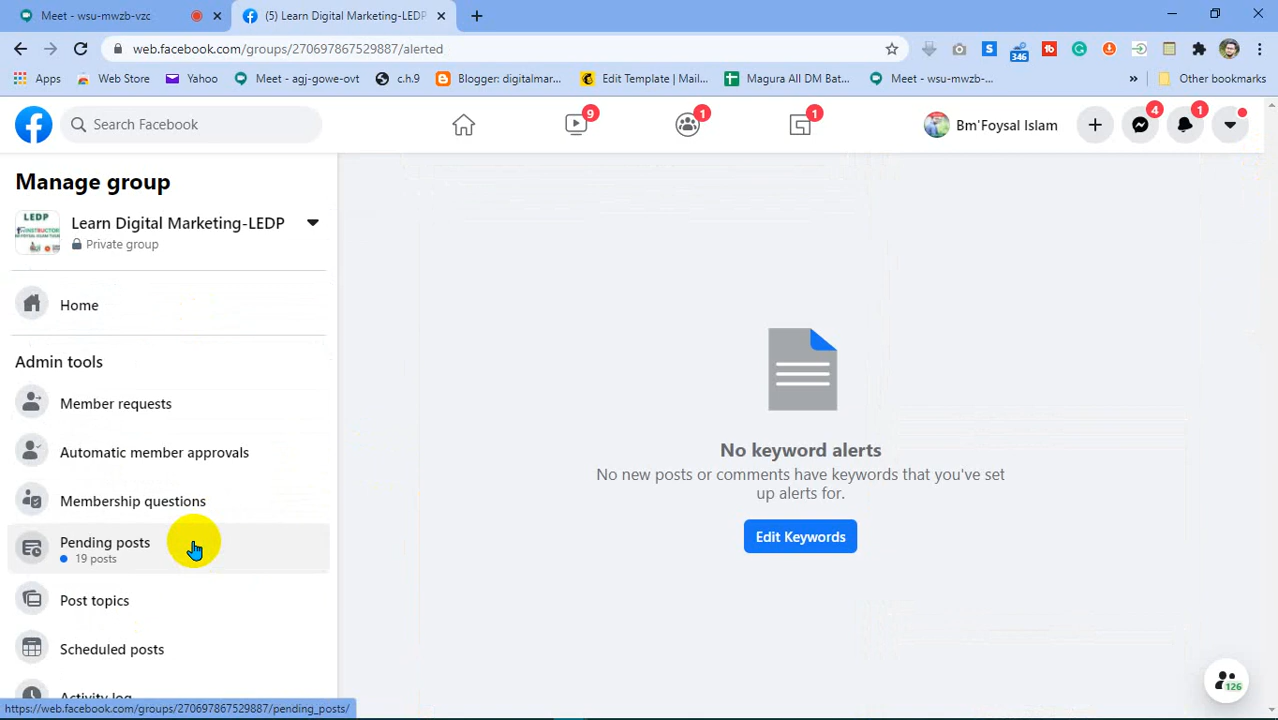 Meet - wsu-mwzb-vzc
(5) Learn Digital Marketing-LEDP
web.facebook.com/groups/270697867529887/alerted
346
Apps
Web Store
Yahoo
Meet - agj-gowe-ovt
c.h.9
Blogger: digitalmar...
Edit Template | Mail...
Magura All DM Bat...
Meet - wsu-mwzb-...
»
Other bookmarks
Search Facebook
9
1
1
Bm'Foysal Islam
4
1
Manage group
Learn Digital Marketing-LEDP
Private group
LEDP
Home
Admin tools
Member requests
Automatic member approvals
Membership questions
Pending posts
19 posts
Post topics
Scheduled posts
Activity log
No keyword alerts
No new posts or comments have keywords that you've set
up alerts for.
Edit Keywords
126
https://web.facebook.com/groups/270697867529887/pending_posts/